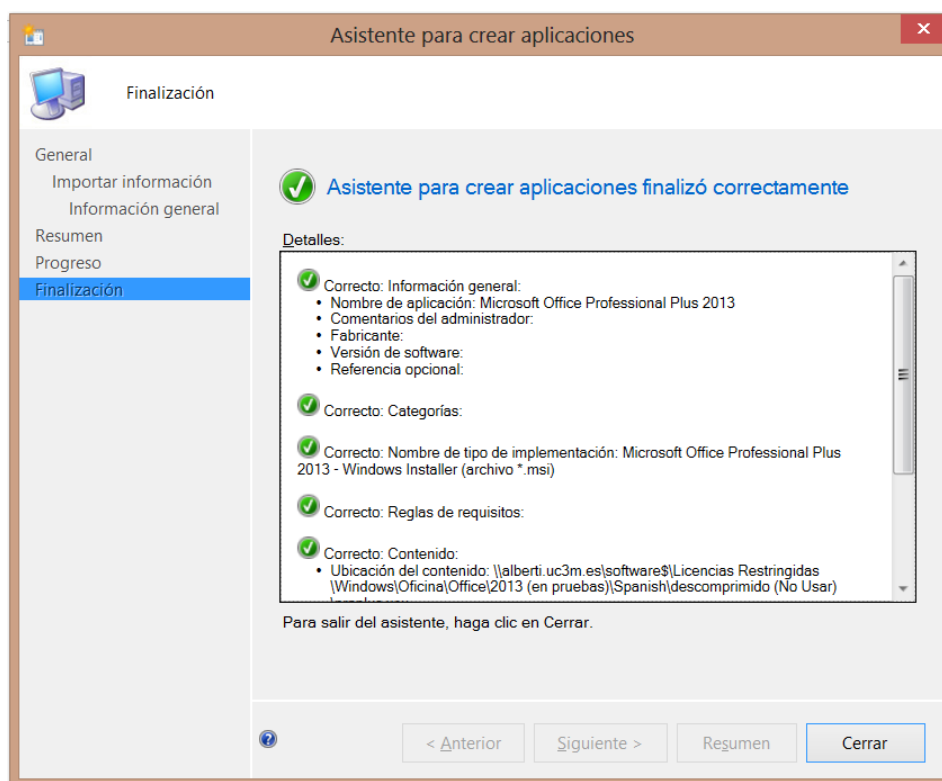 Asistente para crear aplicaciones
Finalización
General
Importar información
Información general
Resumen
Progreso
Finalización
Asistente para crear aplicaciones finalizó correctamente
Detalles:
Correcto: Información general:
• Nombre de aplicación: Microsoft Office Professional Plus 2013
• Comentarios del administrador:
• Fabricante:
• Versión de software:
• Referencia opcional:
Correcto: Categorías:
Correcto: Nombre de tipo de implementación: Microsoft Office Professional Plus
2013 - Windows Installer (archivo *.msi)
Correcto: Reglas de requisitos:
Correcto: Contenido:
• Ubicación del contenido: \\alberti.uc3m.es\software$\Licencias Restringidas
\Windows\Oficina\Office\2013 (en pruebas)\Spanish\descomprimido (No Usar)
Para salir del asistente, haga clic en Cerrar.
< Anterior
Siguiente >
Resumen
Cerrar